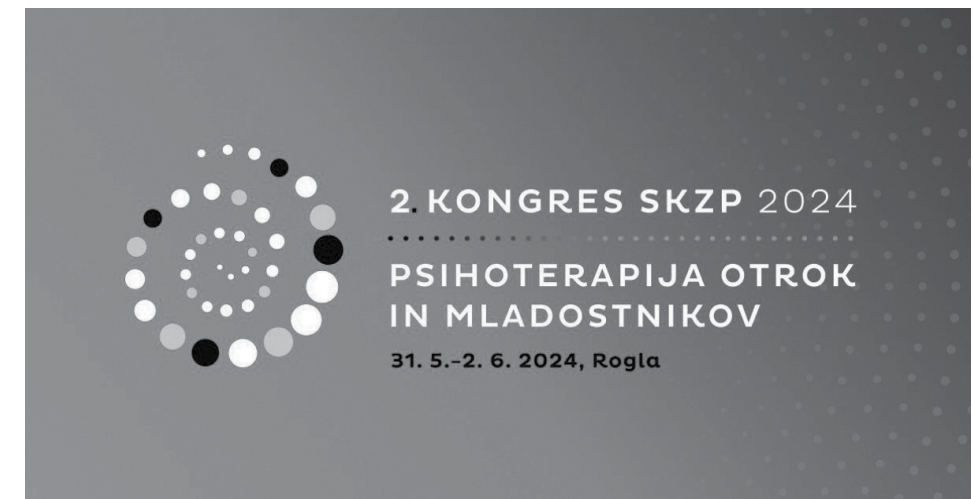 2. KONGRES SKZP 2024
PSIHOTERAPIJA OTROK
IN MLADOSTNIKOV
31. 5.–2. 6. 2024, Rogla